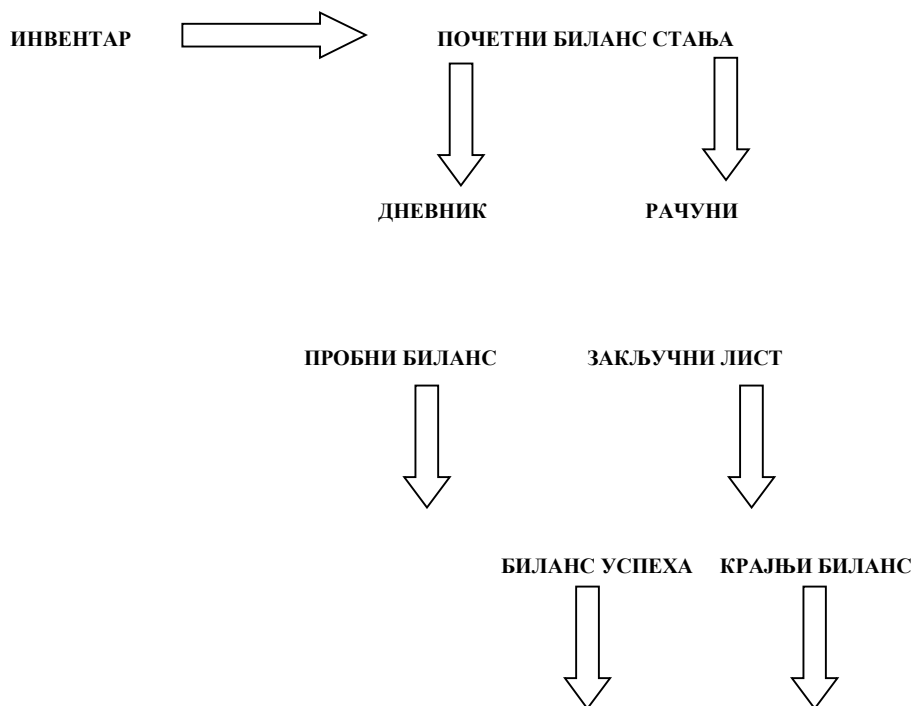 ИНВЕНТАР ПОЧЕТНИ БИЛАНС СТАЊА
ДНЕВНИК РАЧУНИ
ПРОБНИ БИЛАНС ЗАКЉУЧНИ ЛИСТ
БИЛАНС УСПЕХА КРАЈЊИ БИЛАНС